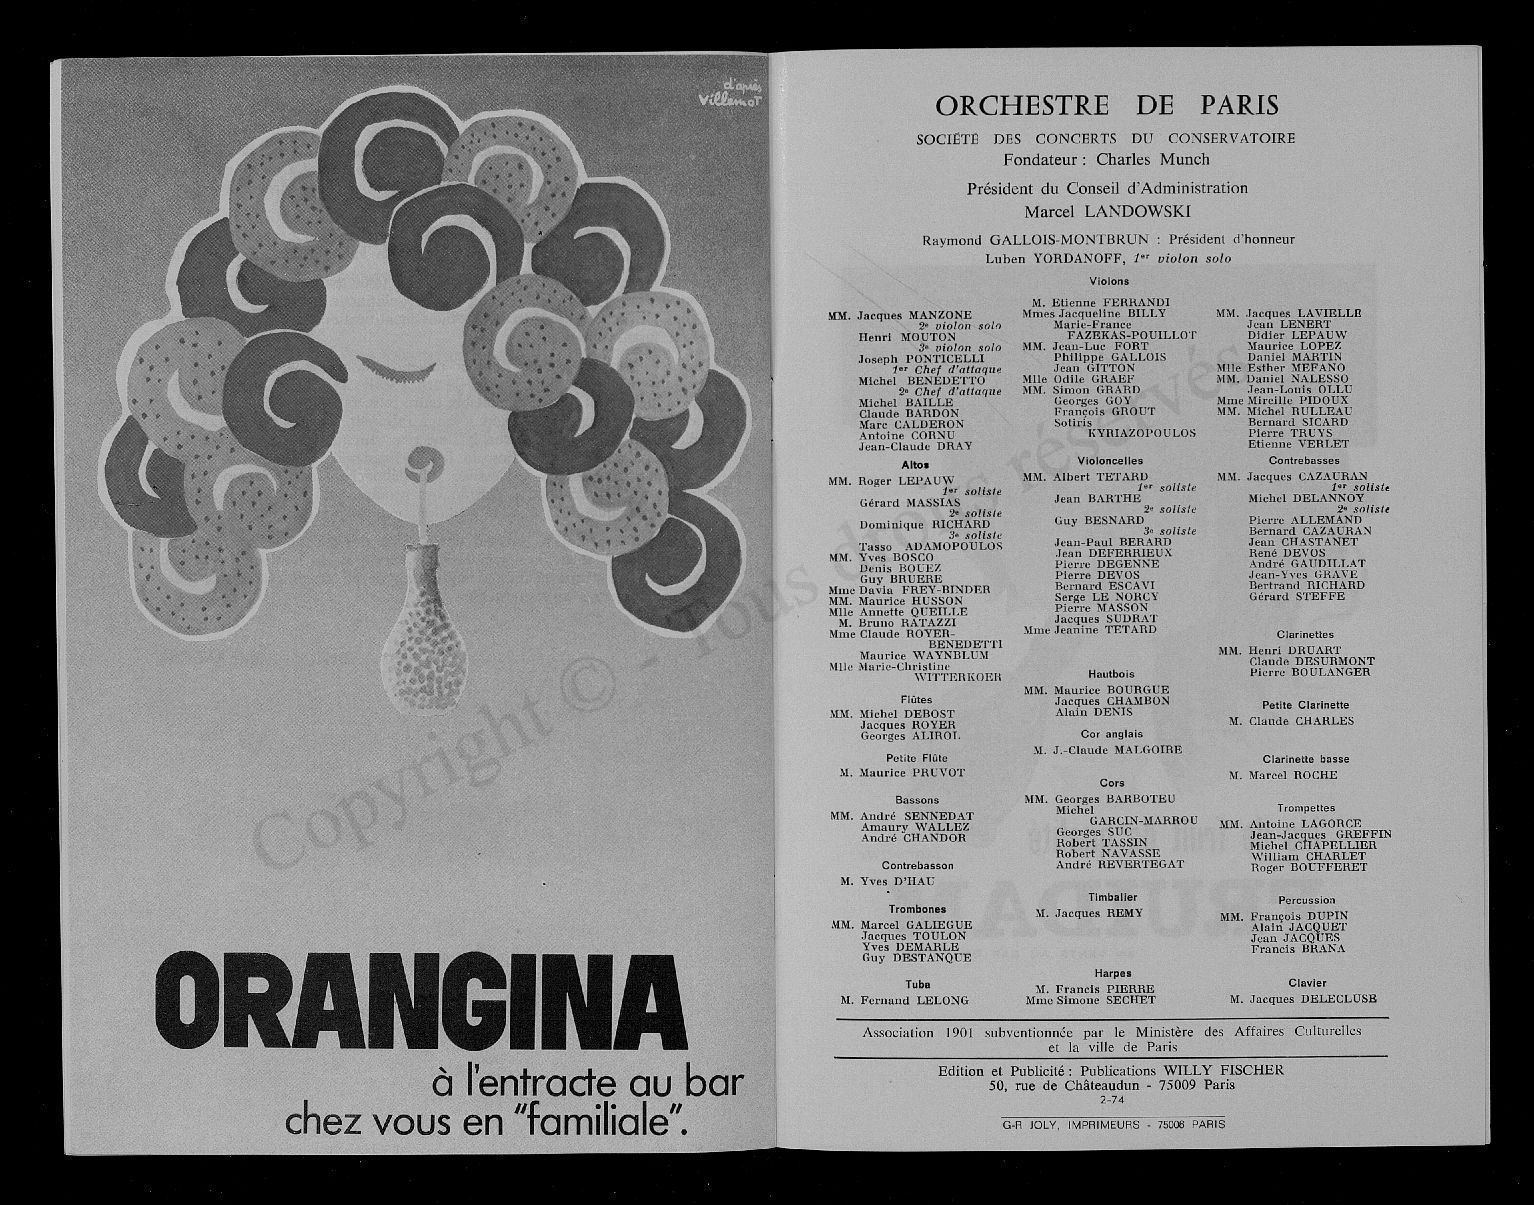 d'après
Villemot
ORANGINA
à l'entracte au bar
chez vous en "familiale".
Copyright © - Tous droits réservés
ORCHESTRE DE PARIS
SOCIÉTÉ DES CONCERTS DU CONSERVATOIRE
Fondateur : Charles Munch
Président du Conseil d'Administration
Marcel LANDOWSKI
Raymond GALLOIS-MONTBRUN : Président d'honneur
Luben YORDANOFF, 1er violon solo
Violons
MM. Jacques MANZONE
2e violon solo
Henri MOUTON
3e violon solo
Joseph PONTICELLI
1er Chef d'attaque
Michel BENEDETTO
2e Chef d'attaque
Michel BAILLE
Claude BARDON
Marc CALDERON
Antoine CORNU
Jean-Claude DRAY
M. Etienne FERRANDI
Mmes Jacqueline BILLY
Marie-France
FAZEKAS-POUILLOT
MM. Jean-Luc FORT
Philippe GALLOIS
Jean GITTON
Mlle Odile GRAEF
MM. Simon GRARD
Georges GOY
François GROUT
Sotiris
KYRIAZOPOULOS
MM. Jacques LAVIELLE
Jean LENERT
Didier LEPAUW
Maurice LOPEZ
Daniel MARTIN
Mlle Esther MEFANO
MM. Daniel NALESSO
Jean-Louis OLLU
Mme Mireille PIDOUX
MM. Michel RULLEAU
Bernard SICARD
Pierre TRUYS
Etienne VERLET
Altos
MM. Roger LEPAUW
1er soliste
Gérard MASSIAS
2e soliste
Dominique RICHARD
3e soliste
Tasso ADAMOPOULOS
MM. Yves BOSCO
Denis BOUEZ
Guy BRUERE
Mme Davia FREY-BINDER
MM. Maurice HUSSON
Mlle Annette QUEILLE
M. Bruno RATAZZI
Mme Claude ROYER-
BENEDETTI
Maurice WAYNBLUM
Mlle Marie-Christine
WITTERKOER
Flûtes
MM. Michel DEBOST
Jacques ROYER
Georges ALIROL
Petite Flûte
M. Maurice PRUVOT
Bassons
MM. André SENNEDAT
Amaury WALLEZ
André CHANDOR
Contrebasson
M. Yves D'HAU
Trombones
MM. Marcel GALIEGUE
Jacques TOULON
Yves DEMARLE
Guy DESTANQUE
Tuba
M. Fernand LELONG
Violoncelles
MM. Albert TETARD
1er soliste
Jean BARTHE
2e soliste
Guy BESNARD
3e soliste
Jean-Paul BERARD
Jean DEFERRIEUX
Pierre DEGENNE
Pierre DEVOS
Bernard ESCAVI
Serge LE NORCY
Pierre MASSON
Jacques SUDRAT
Mme Jeanine TETARD
Hautbois
MM. Maurice BOURGUE
Jacques CHAMBON
Alain DENIS
Cor anglais
M. J.-Claude MALGOIRE
Cors
MM. Georges BARBOTEU
Michel
GARCIN-MARROU
Georges SUC
Robert TASSIN
Robert NAVASSE
André REVERTEGAT
Timbalier
M. Jacques REMY
Harpes
M. Francis PIERRE
Mme Simone SECHET
Contrebasses
MM. Jacques CAZAURAN
1er soliste
Michel DELANNOY
2e soliste
Pierre ALLEMAND
Bernard CAZAURAN
Jean CHASTANET
René DEVOS
André GAUDILLAT
Jean-Yves GRAVE
Bertrand RICHARD
Gérard STEFFE
Clarinettes
MM. Henri DRUART
Claude DESURMONT
Pierre BOULANGER
Petite Clarinette
M. Claude CHARLES
Clarinette basse
M. Marcel ROCHE
Trompettes
MM. Antoine LAGORCE
Jean-Jacques GREFFIN
Michel CHAPELLIER
William CHARLET
Roger BOUFFERET
Percussion
MM. François DUPIN
Alain JACQUET
Jean JACQUES
Francis BRANA
Clavier
M. Jacques DELECLUSE
Association 1901 subventionnée par le Ministère des Affaires Culturelles
et la ville de Paris
Edition et Publicité : Publications WILLY FISCHER
50, rue de Châteaudun - 75009 Paris
2-74
G-R JOLY, IMPRIMEURS - 75006 PARIS